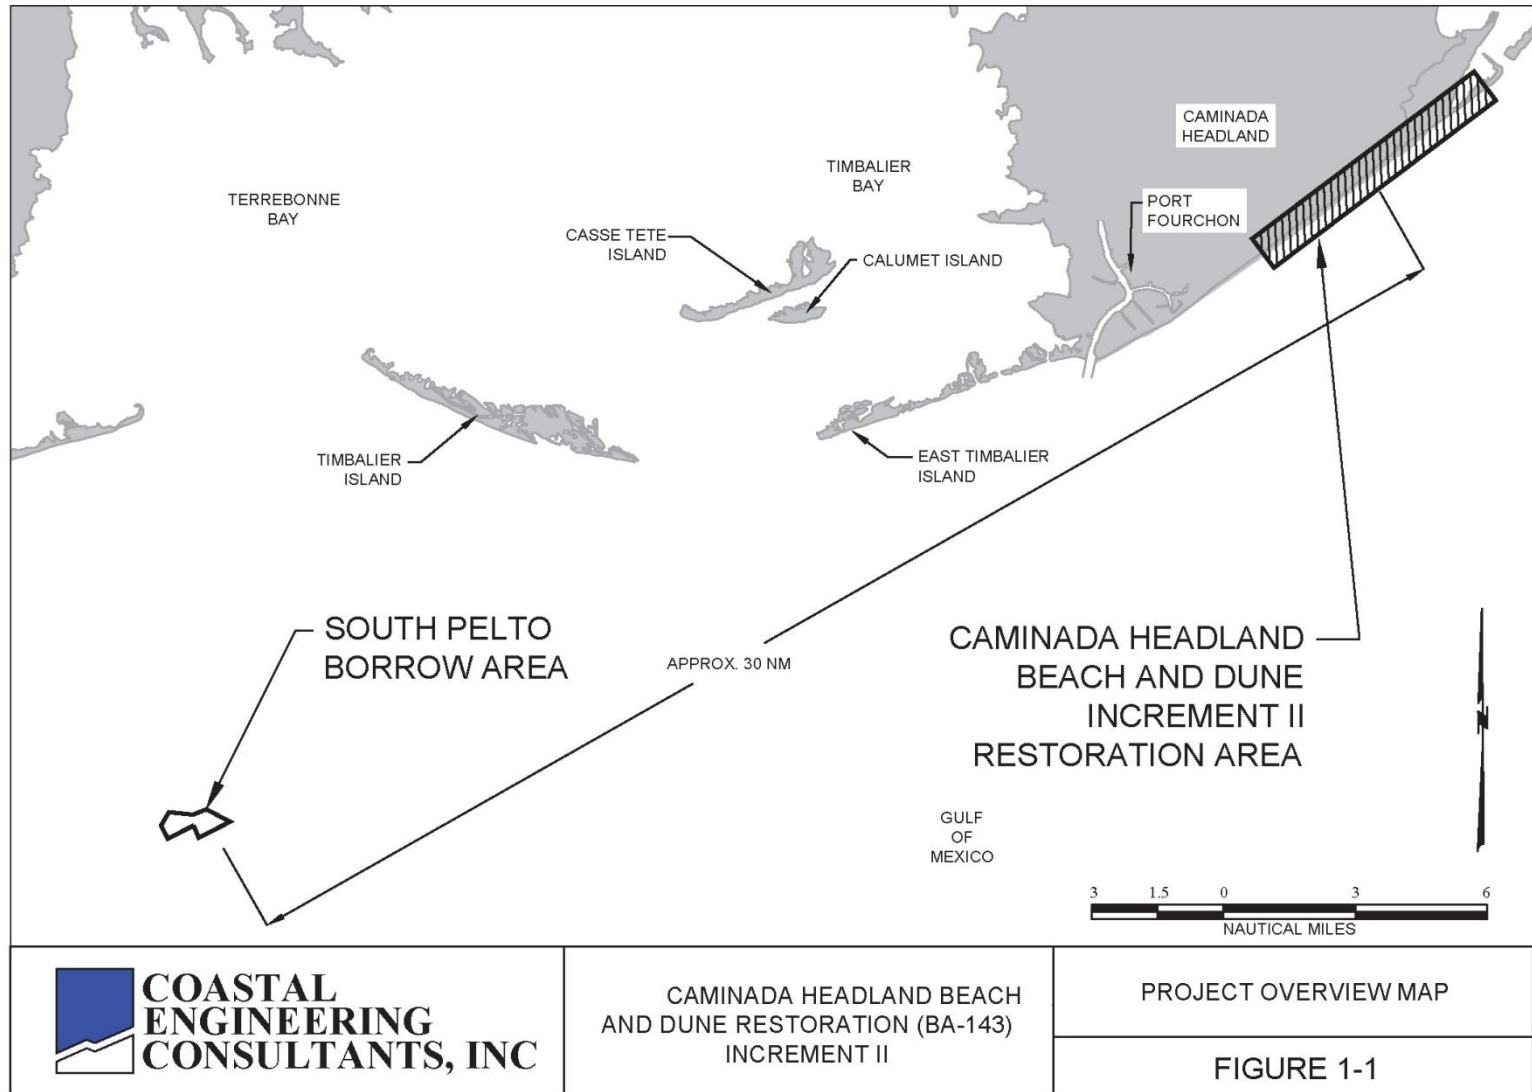 CAMINADA
HEADLAND
TIMBALIER
BAY
TERREBONNE
BAY
PORT
FOURCHON
CASSE TETE
ISLAND
CALUMET ISLAND
TIMBALIER
ISLAND
EAST TIMBALIER
ISLAND
SOUTH PELTO
BORROW AREA
APPROX. 30 NM
CAMINADA HEADLAND
BEACH AND DUNE
INCREMENT II
RESTORATION AREA
GULF
OF
MEXICO
N
3 1.5 0 3 6
NAUTICAL MILES
COASTAL
ENGINEERING
CONSULTANTS, INC
CAMINADA HEADLAND BEACH
AND DUNE RESTORATION (BA-143)
INCREMENT II
PROJECT OVERVIEW MAP
FIGURE 1-1